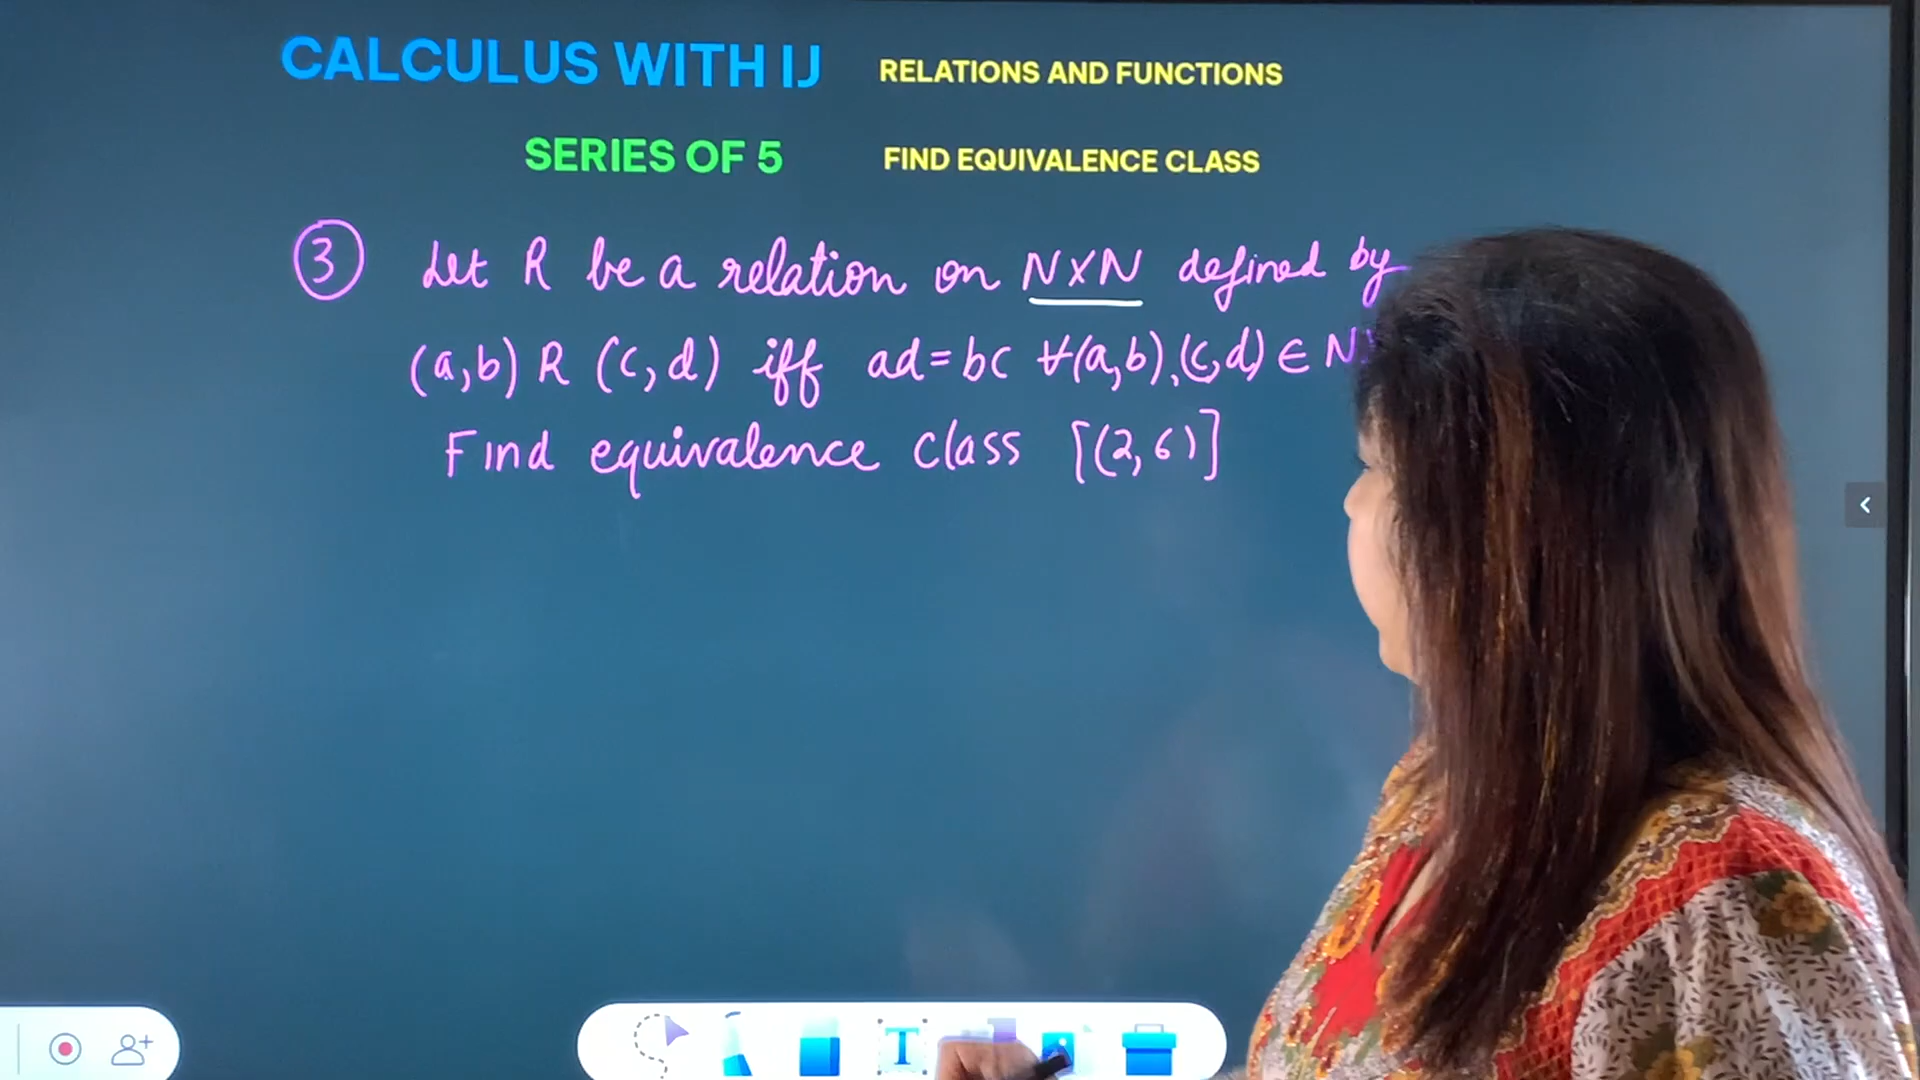 CALCULUS WITH IJ RELATIONS AND FUNCTIONS
SERIES OF 5 FIND EQUIVALENCE CLASS
③ Let R be a relation on N×N defined by
(a,b) R (c,d) iff ad=bc ∀(a,b),(c,d) ∈ N
Find equivalence class [(2,6)]
T